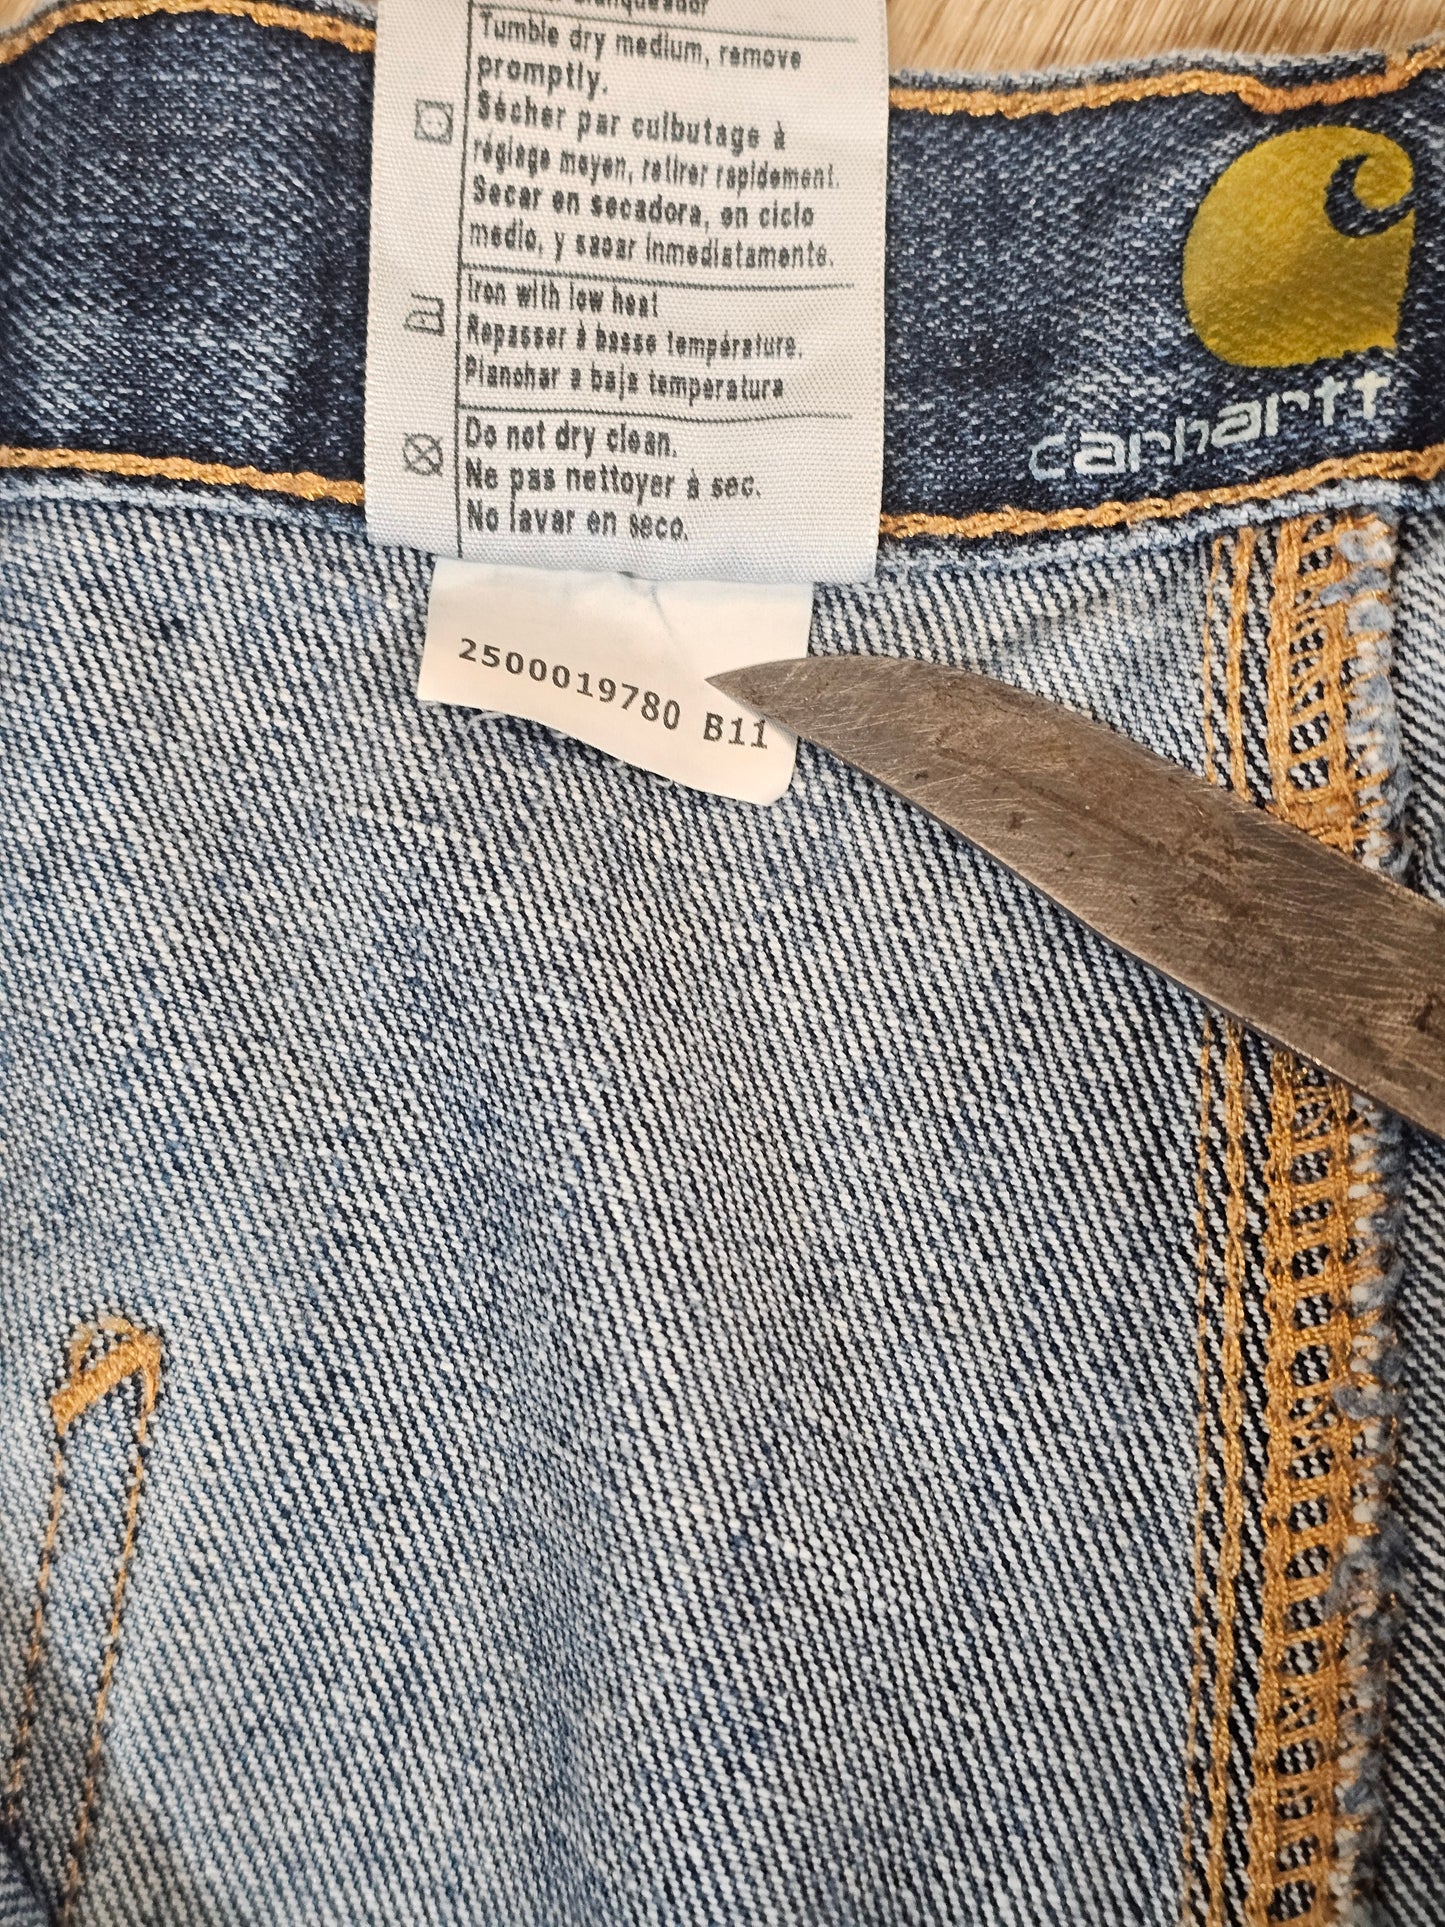 blanqueador
Tumble dry medium, remove
promptly.
Sécher par culbutage à
réglage moyen, retirer rapidement.
Secar en secadora, en ciclo
medio, y sacar inmediatamente.
Iron with low heat
Repasser à basse température.
Planchar a baja temperatura
Do not dry clean.
Ne pas nettoyer à sec.
No lavar en seco.
carhartt
2500019780 B11